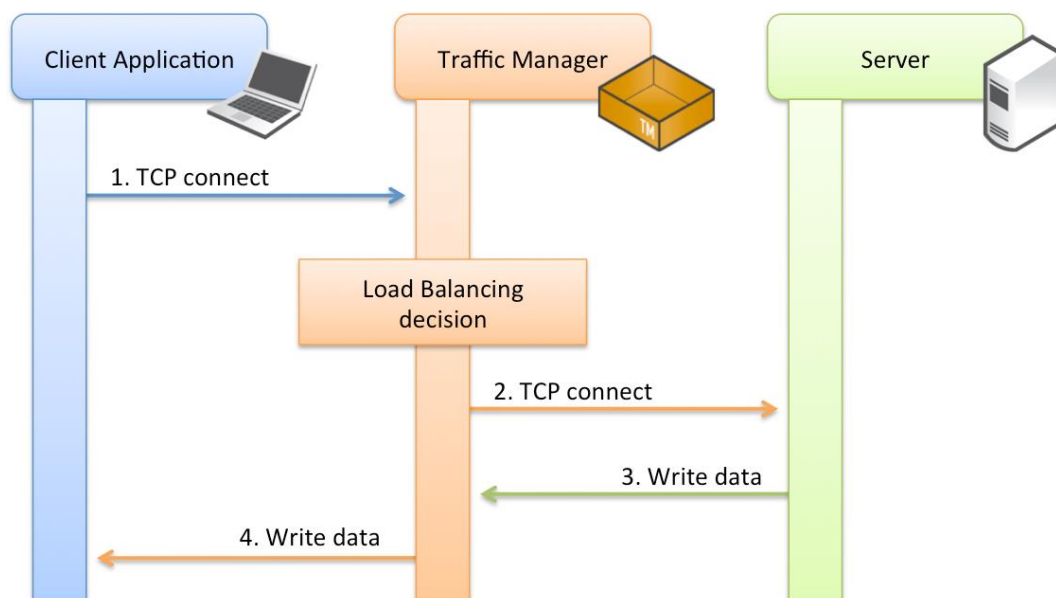 Client Application
Traffic Manager
Server
TM
1. TCP connect
Load Balancing
decision
2. TCP connect
3. Write data
4. Write data